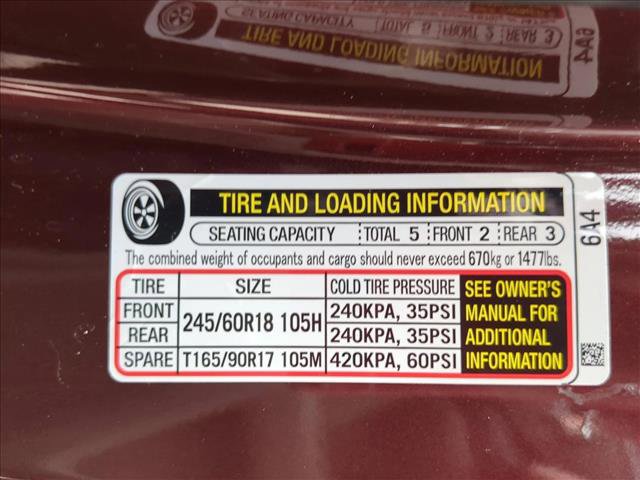 TIRE AND LOADING INFORMATION
SEATING CAPACITY TOTAL 5 FRONT 2 REAR 3
The combined weight of occupants and cargo should never exceed 670kg or 1477lbs.
TIRE SIZE COLD TIRE PRESSURE SEE OWNER'S MANUAL FOR ADDITIONAL INFORMATION
FRONT 245/60R18 105H 240KPA, 35PSI
REAR 240KPA, 35PSI
SPARE T165/90R17 105M 420KPA, 60PSI
6A4